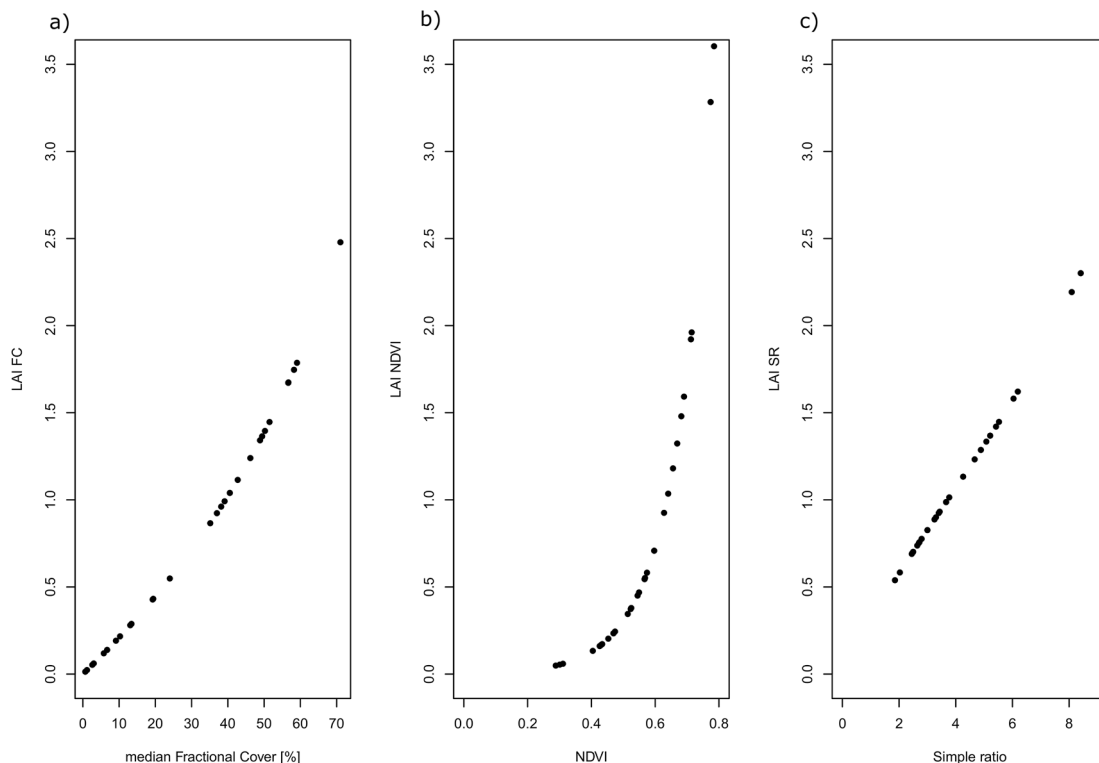 a)
LAI FC
0.0 0.5 1.0 1.5 2.0 2.5 3.0 3.5
0 10 20 30 40 50 60 70
median Fractional Cover [%]
b)
LAI NDVI
0.0 0.5 1.0 1.5 2.0 2.5 3.0 3.5
0.0 0.2 0.4 0.6 0.8
NDVI
c)
LAI SR
0.0 0.5 1.0 1.5 2.0 2.5 3.0 3.5
0 2 4 6 8
Simple ratio